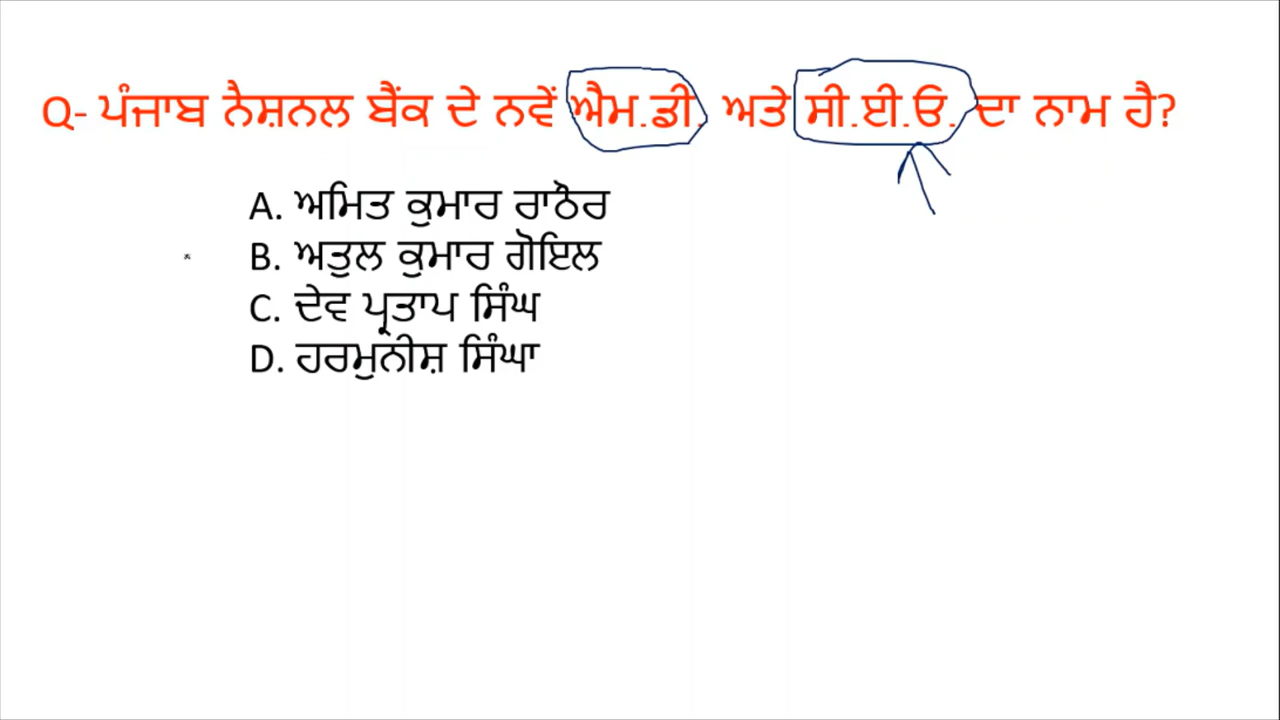 Q- ਪੰਜਾਬ ਨੈਸ਼ਨਲ ਬੈਂਕ ਦੇ ਨਵੇਂ ਐਮ.ਡੀ. ਅਤੇ ਸੀ.ਈ.ਓ. ਦਾ ਨਾਮ ਹੈ?
A. ਅਮਿਤ ਕੁਮਾਰ ਰਾਠੋਰ
B. ਅਤੁਲ ਕੁਮਾਰ ਗੋਇਲ
C. ਦੇਵ ਪ੍ਰਤਾਪ ਸਿੰਘ
D. ਹਰਮੁਨੀਸ਼ ਸਿੰਘਾ